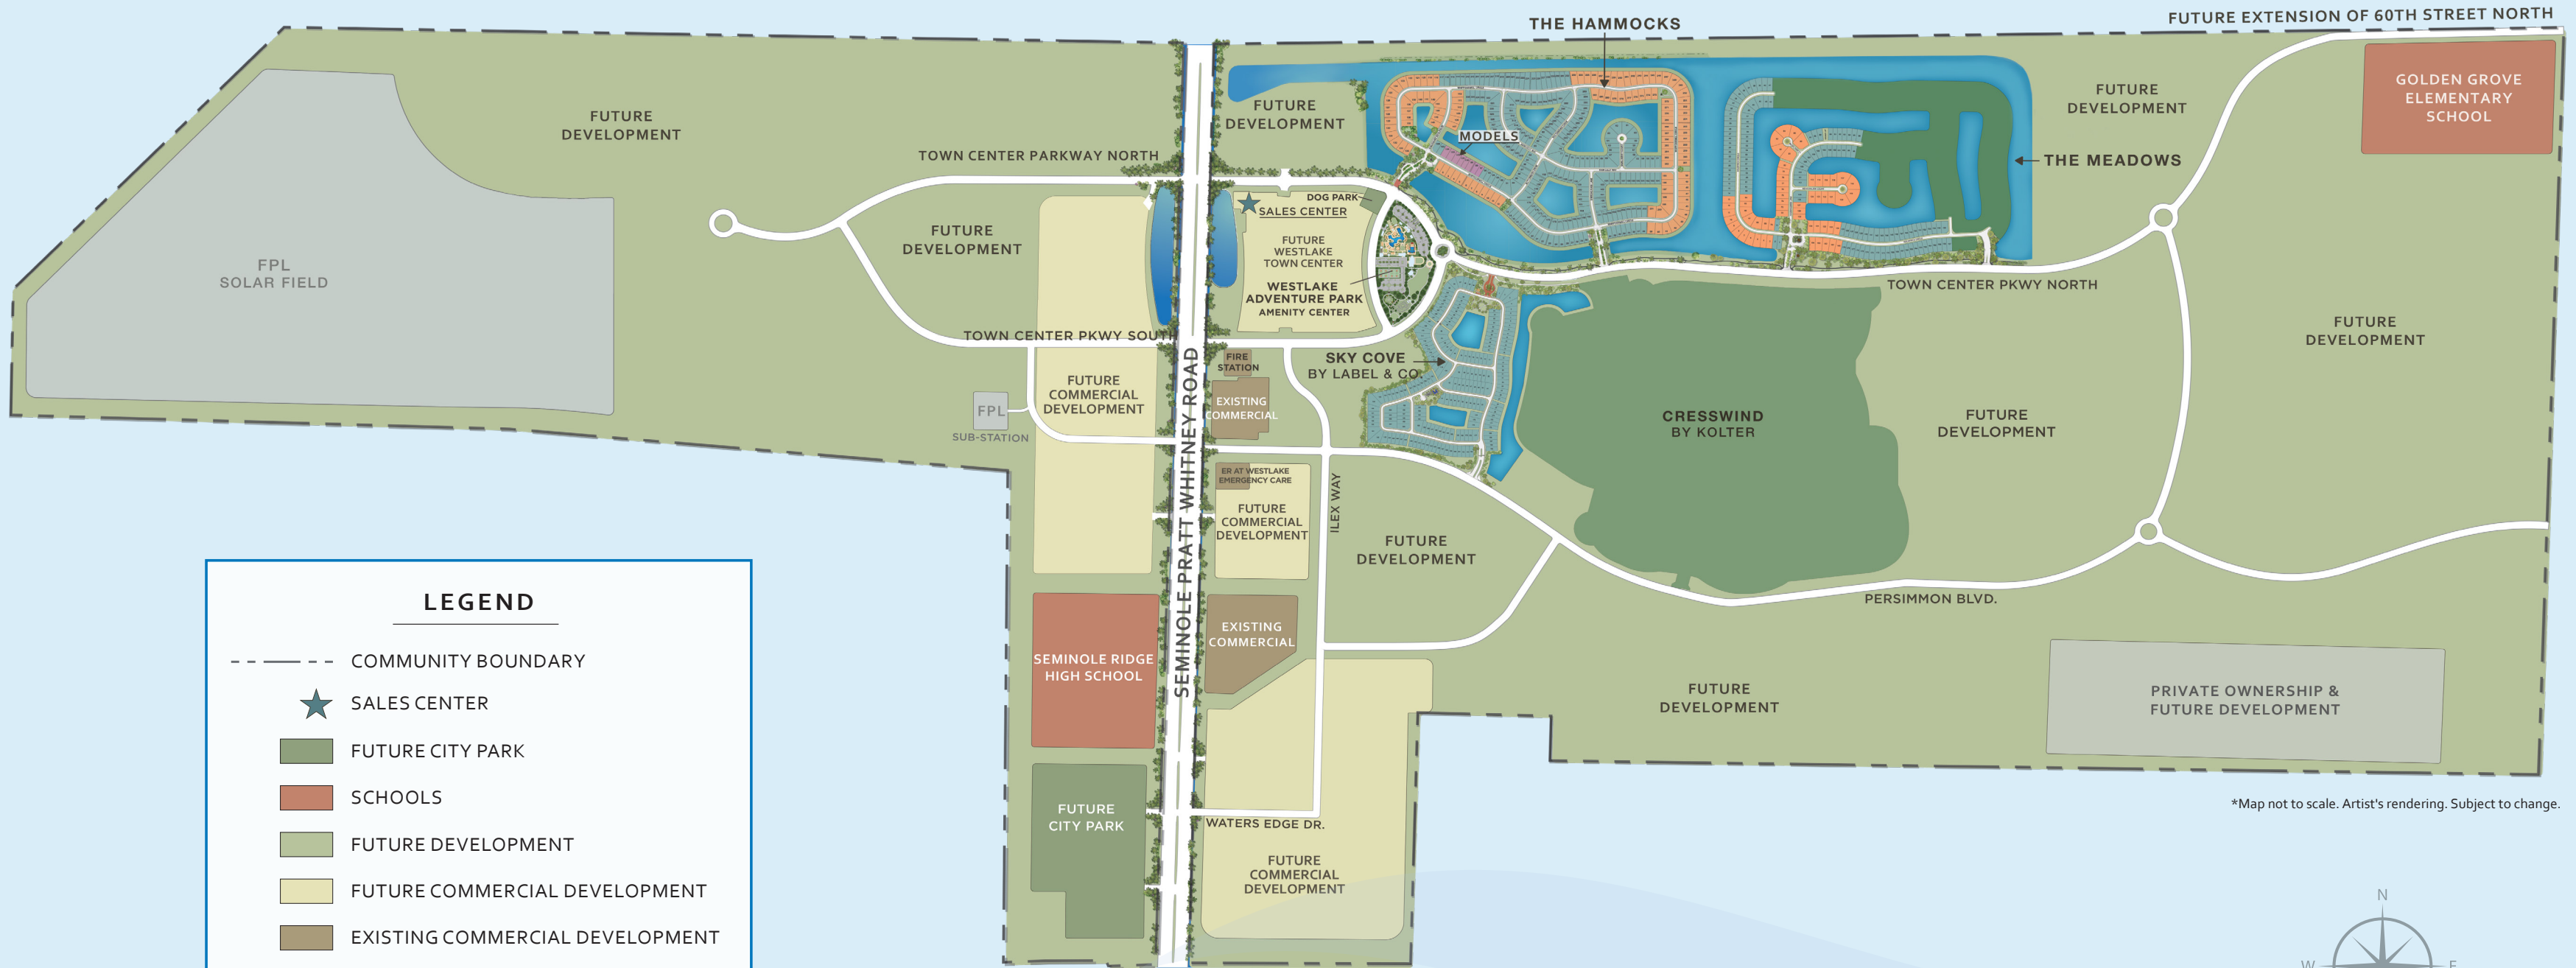 FUTURE EXTENSION OF 60TH STREET NORTH
THE HAMMOCKS
GOLDEN GROVE
ELEMENTARY
SCHOOL
FUTURE
DEVELOPMENT
FUTURE
DEVELOPMENT
FUTURE
DEVELOPMENT
MODELS
TOWN CENTER PARKWAY NORTH
THE MEADOWS
DOG PARK
SALES CENTER
FUTURE
DEVELOPMENT
FUTURE
WESTLAKE
TOWN CENTER
FPL
SOLAR FIELD
WESTLAKE
ADVENTURE PARK
AMENITY CENTER
TOWN CENTER PKWY NORTH
FUTURE
DEVELOPMENT
TOWN CENTER PKWY SOUTH
FIRE
STATION
SKY COVE
BY LABEL & CO.
FUTURE
COMMERCIAL
DEVELOPMENT
EXISTING
COMMERCIAL
FPL
SUB-STATION
CRESSWIND
BY KOLTER
FUTURE
DEVELOPMENT
SEMINOLE PRATT WHITNEY ROAD
ER AT WESTLAKE
EMERGENCY CARE
ILEX WAY
FUTURE
COMMERCIAL
DEVELOPMENT
FUTURE
DEVELOPMENT
PERSIMMON BLVD.
EXISTING
COMMERCIAL
SEMINOLE RIDGE
HIGH SCHOOL
FUTURE
DEVELOPMENT
PRIVATE OWNERSHIP &
FUTURE DEVELOPMENT
FUTURE
CITY PARK
WATERS EDGE DR.
FUTURE
COMMERCIAL
DEVELOPMENT
*Map not to scale. Artist's rendering. Subject to change.
LEGEND
COMMUNITY BOUNDARY
SALES CENTER
FUTURE CITY PARK
SCHOOLS
FUTURE DEVELOPMENT
FUTURE COMMERCIAL DEVELOPMENT
EXISTING COMMERCIAL DEVELOPMENT
N
W
E